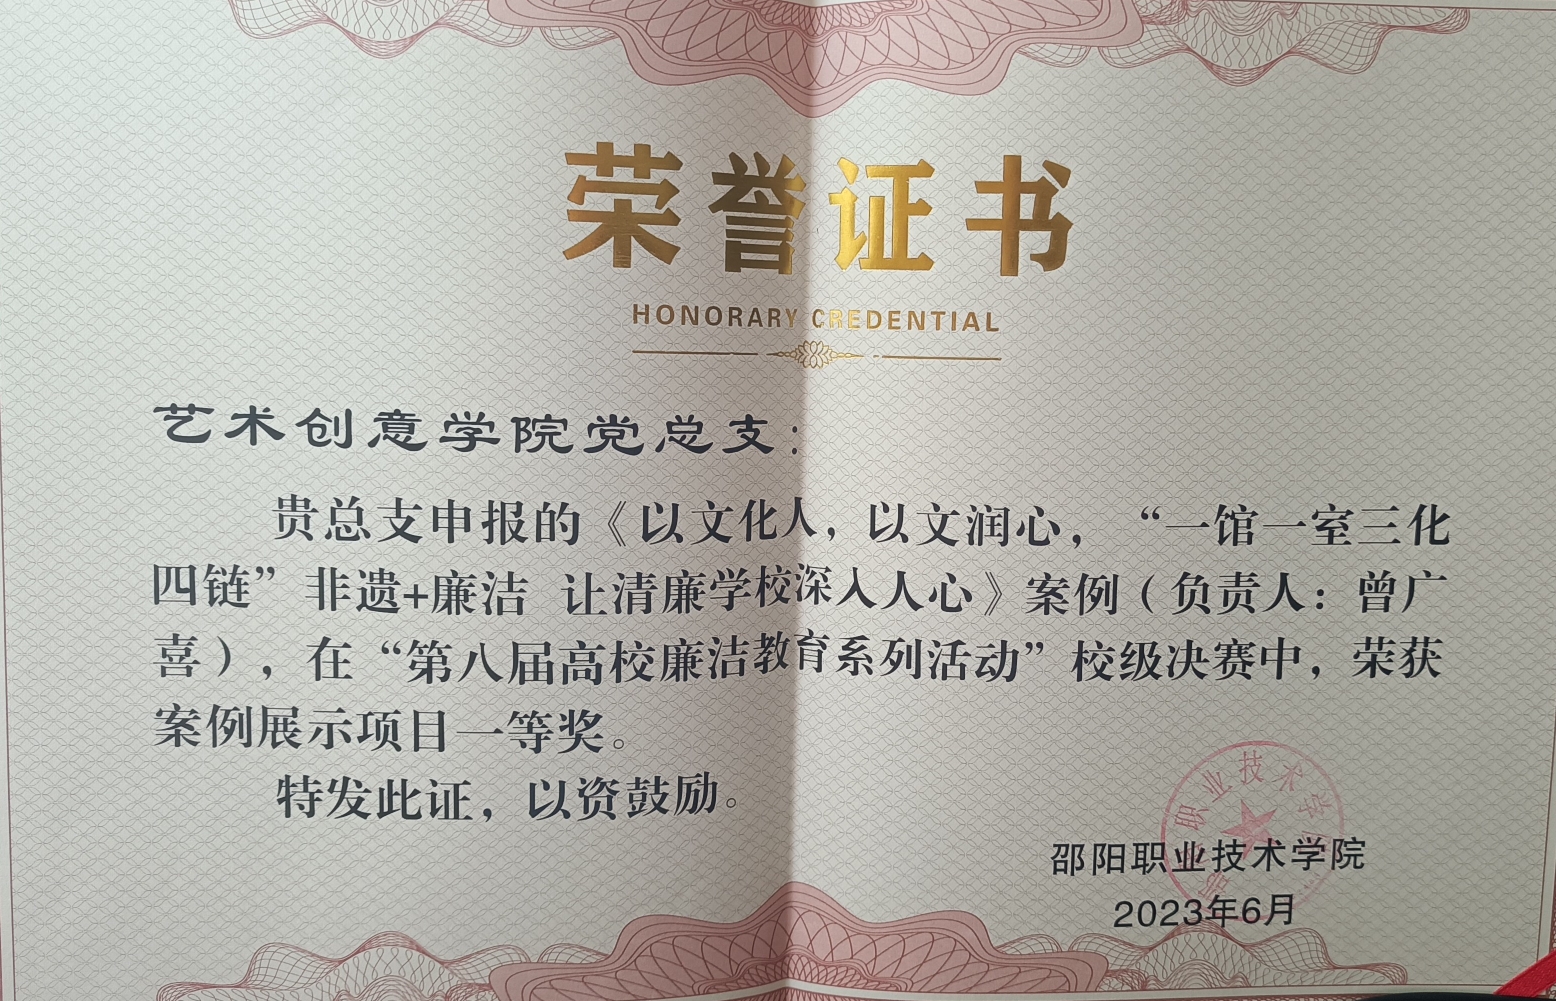 荣誉证书
HONORARY CREDENTIAL
艺术创意学院党总支：
贵总支申报的《以文化人，以文润心，“一馆一室三化
四链”非遗+廉洁 让清廉学校深入人心》案例（负责人：曾广
喜），在“第八届高校廉洁教育系列活动”校级决赛中，荣获
案例展示项目一等奖。
特发此证，以资鼓励。
邵阳职业技术学院
2023年6月